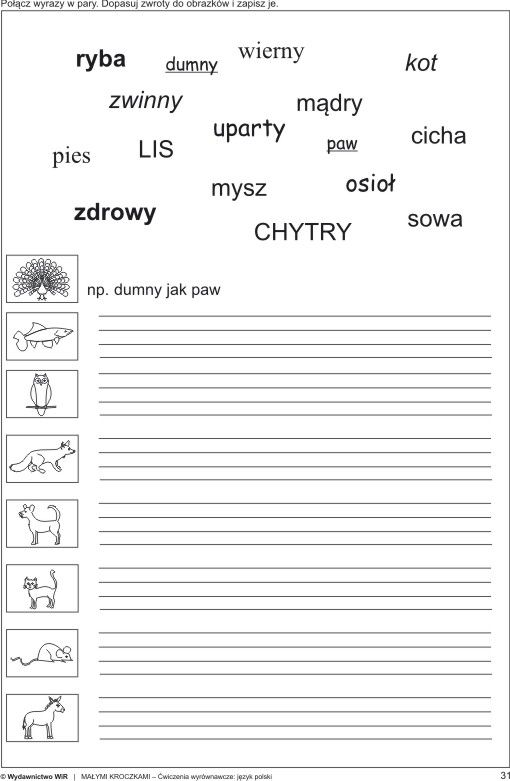 Połącz wyrazy w pary. Dopasuj zwroty do obrazków i zapisz je.
ryba dumny wierny kot
zwinny mądry
pies LIS uparty paw cicha
mysz osioł
zdrowy CHYTRY sowa
np. dumny jak paw
© Wydawnictwo WiR | MAŁYMI KROCZKAMI – Ćwiczenia wyrównawcze: język polski 31